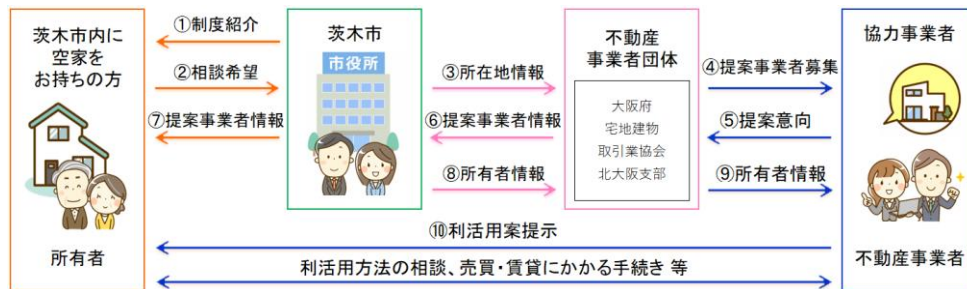 茨木市内に
空家を
お持ちの方
所有者
①制度紹介
②相談希望
⑦提案事業者情報
茨木市
市役所
③所在地情報
⑥提案事業者情報
⑧所有者情報
不動産
事業者団体
大阪府
宅地建物
取引業協会
北大阪支部
④提案事業者募集
⑤提案意向
⑨所有者情報
協力事業者
不動産事業者
⑩利活用案提示
利活用方法の相談、売買・賃貸にかかる手続き 等